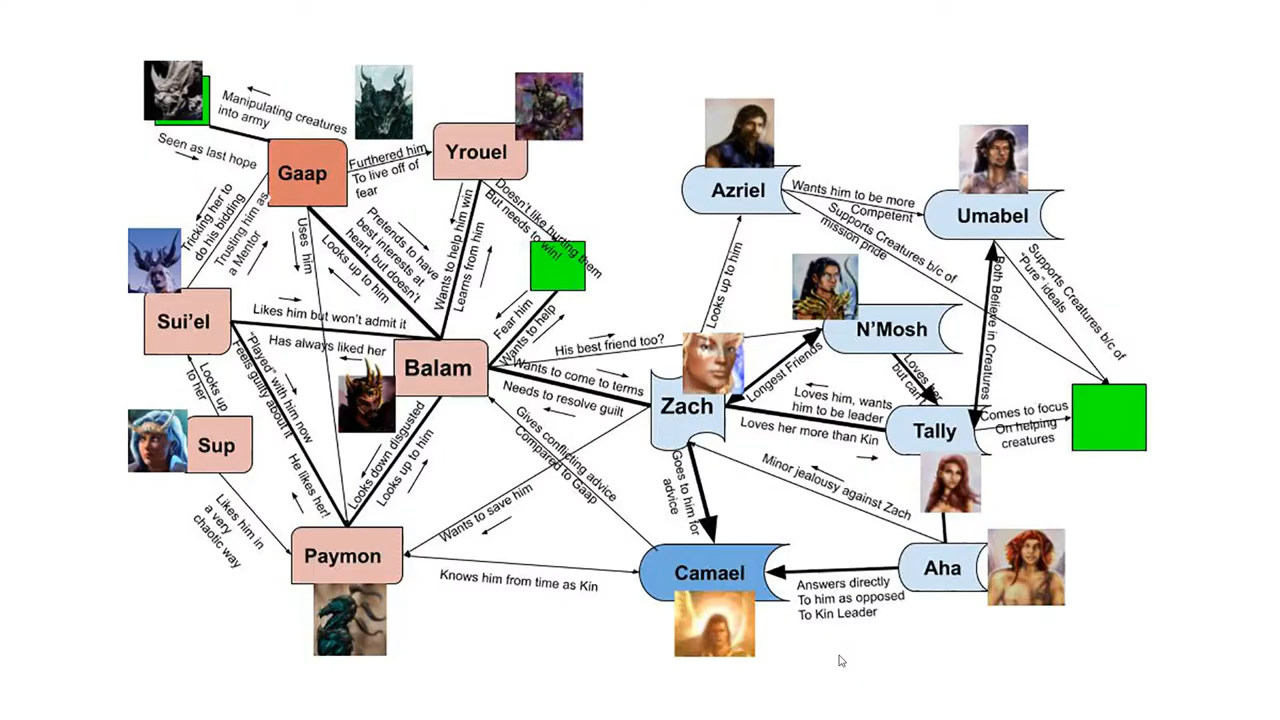 Manipulating creatures
into army
Seen as last hope
Gaap
Furthered him
To live off of
fear
Yrouel
Tricking her to
do his bidding
Trusting him as
a Mentor
Uses him
Pretends to have
best interests at
heart, but doesn't
Looks up to him
Wants to help him win
Learns from him
Doesn't like hurting them
But needs to win!
Azriel
Wants him to be more
Competent
Supports Creatures b/c of
mission pride
Umabel
Supports Creatures b/c of
"Pure" ideals
Both Believe in Creatures
Looks up to him
Sui'el
Likes him but won't admit it
Has always liked her
Fear him
Wants to help
His best friend too?
N'Mosh
Longest Friends
Loves her
but can
Balam
Wants to come to terms
Needs to resolve guilt
Zach
Loves him, wants
him to be leader
Loves her more than Kin
Tally
Comes to focus
On helping
creatures
Looks up
to her
"Played" with him now
Feels guilty about it
He likes her!
Looks down disgusted
Looks up to him
Gives conflicting advice
Compared to Gaap
Goes to him for
advice
Minor jealousy against Zach
Sup
Likes him in
a very
chaotic way
Wants to save him
Paymon
Knows him from time as Kin
Camael
Answers directly
To him as opposed
To Kin Leader
Aha